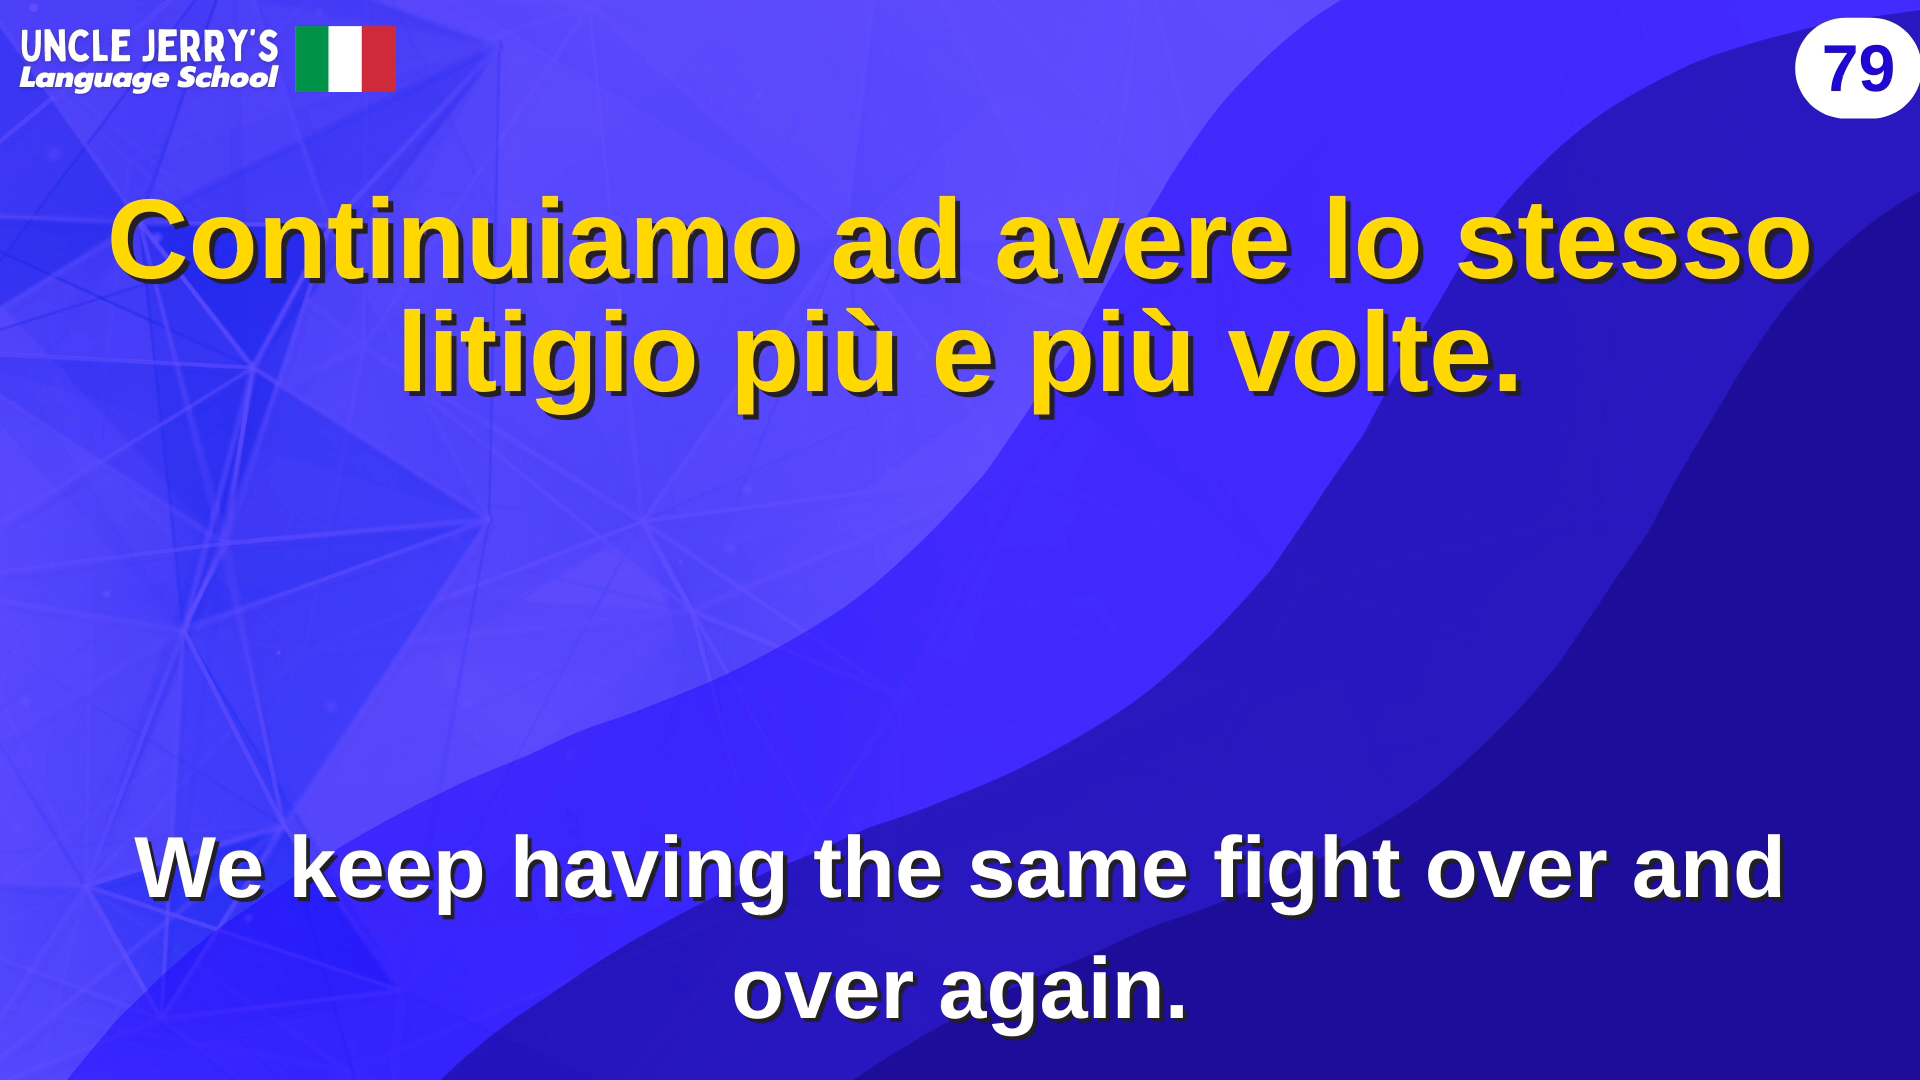 UNCLE JERRY'S
Language School
79
Continuiamo ad avere lo stesso
litigio più e più volte.
We keep having the same fight over and
over again.